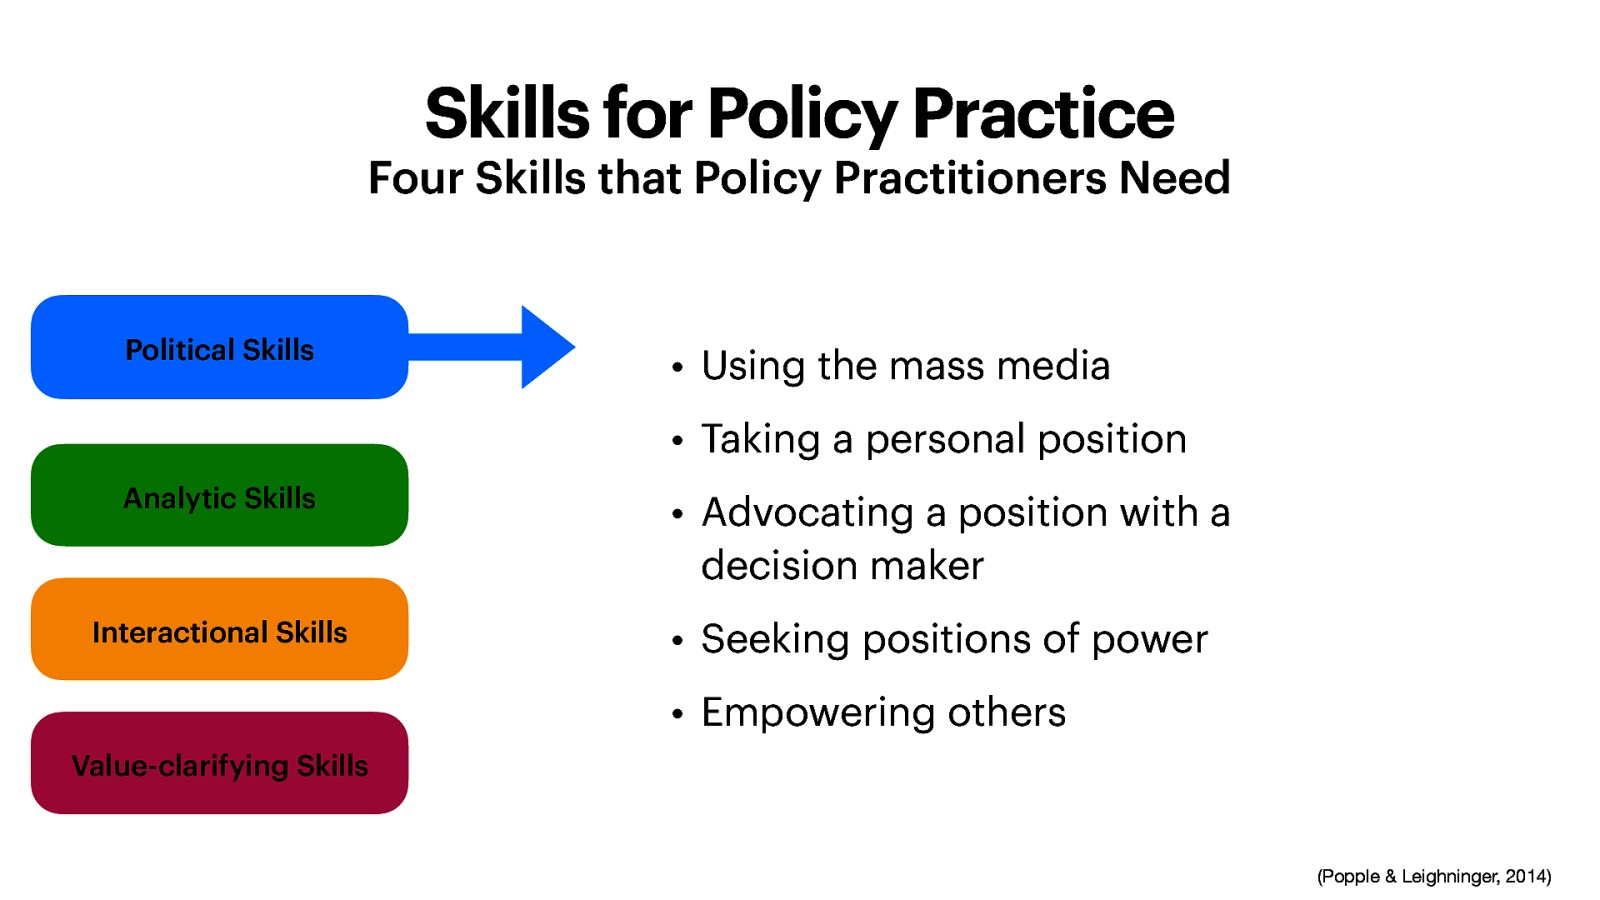 Skills for Policy Practice
Four Skills that Policy Practitioners Need
Political Skills
Analytic Skills
Interactional Skills
Value-clarifying Skills
• Using the mass media
• Taking a personal position
• Advocating a position with a
decision maker
• Seeking positions of power
• Empowering others
(Popple & Leighninger, 2014)